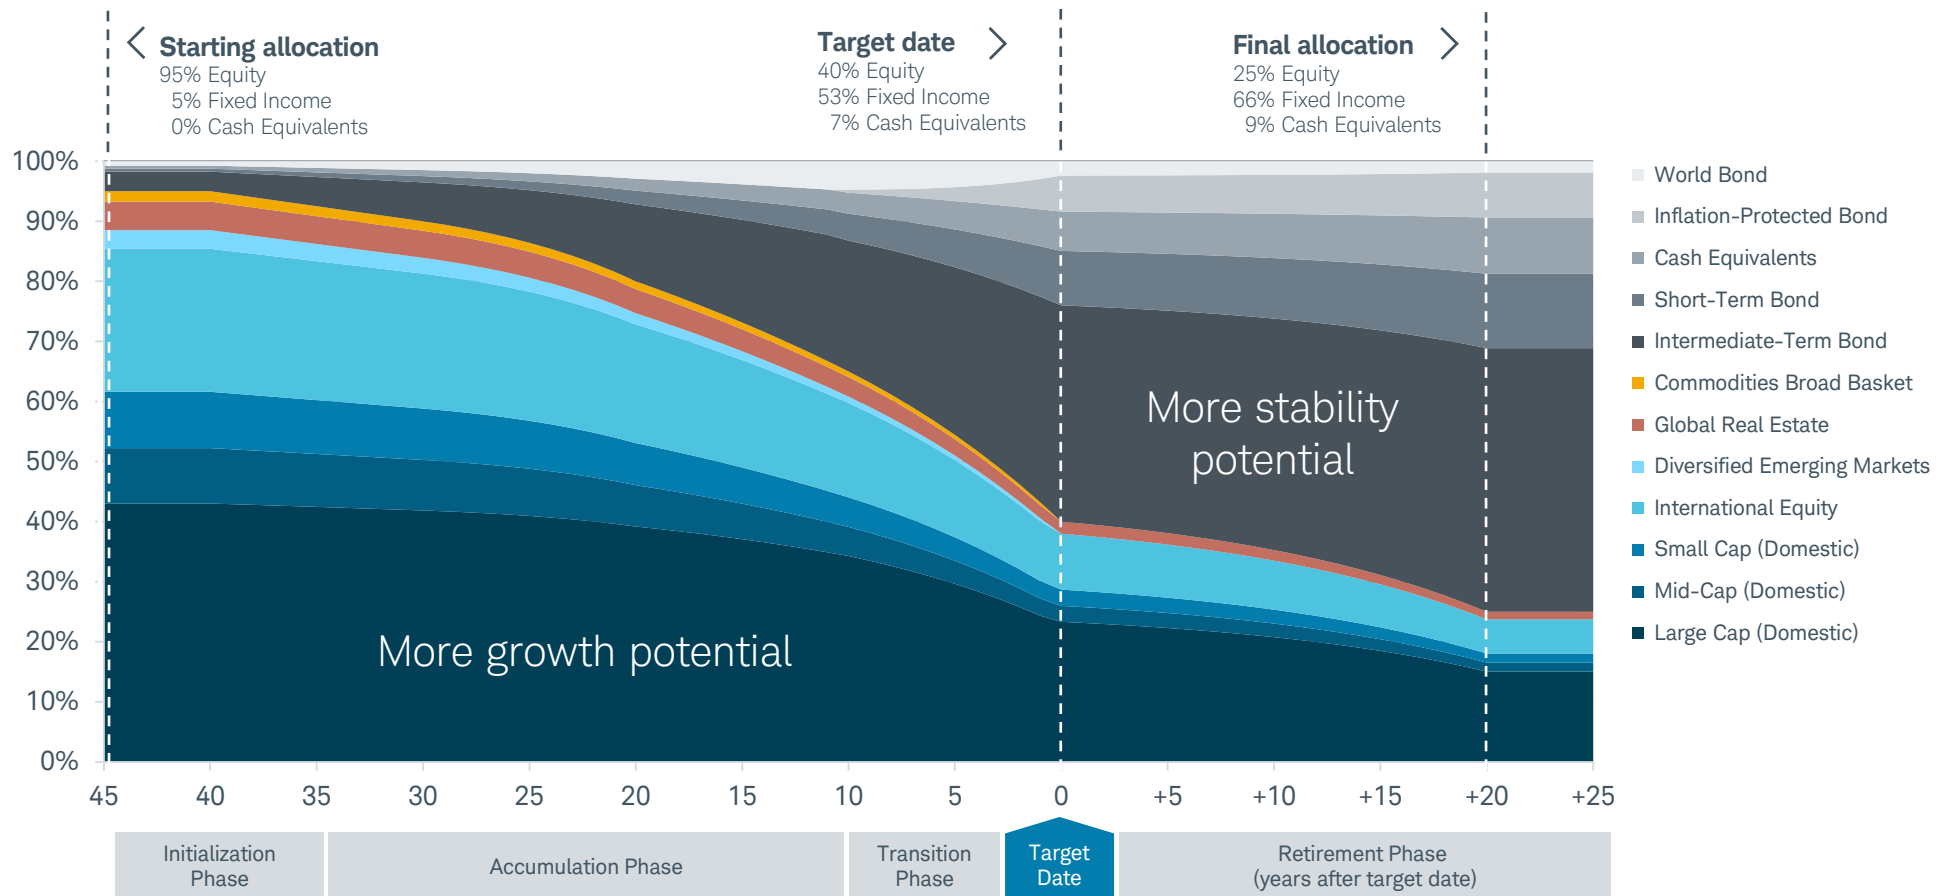 Starting allocation
95% Equity
5% Fixed Income
0% Cash Equivalents
Target date
40% Equity
53% Fixed Income
7% Cash Equivalents
Final allocation
25% Equity
66% Fixed Income
9% Cash Equivalents
100%
90%
80%
70%
60%
50%
40%
30%
20%
10%
0%
More growth potential
More stability
potential
World Bond
Inflation-Protected Bond
Cash Equivalents
Short-Term Bond
Intermediate-Term Bond
Commodities Broad Basket
Global Real Estate
Diversified Emerging Markets
International Equity
Small Cap (Domestic)
Mid-Cap (Domestic)
Large Cap (Domestic)
45 40 35 30 25 20 15 10 5 0 +5 +10 +15 +20 +25
Initialization
Phase
Accumulation Phase
Transition
Phase
Target
Date
Retirement Phase
(years after target date)